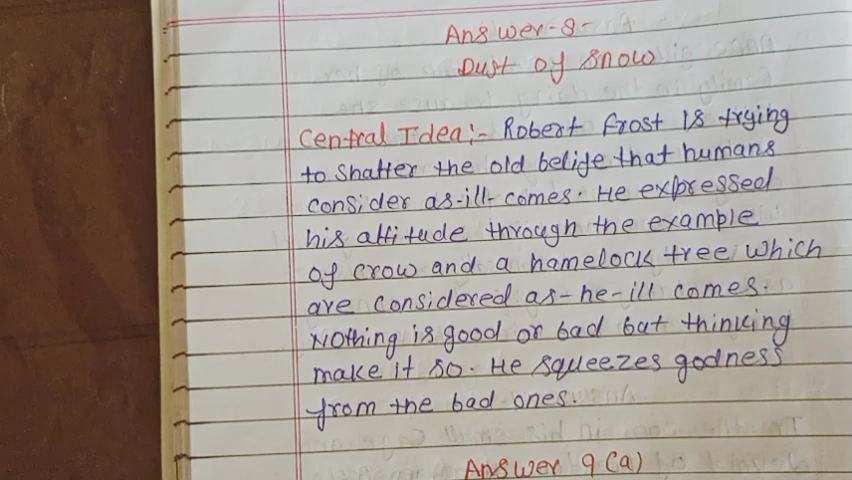 Answer-8-
Dust of snow
Central Idea:- Robert frost is trying
to shatter the old belife that humans
consider as-ill-comes. He expressed
his attitude through the example
of crow and a hamelock tree which
are considered as-he-ill comes.
Nothing is good or bad but thinking
make it so. He squeezes godness
from the bad ones.
Answer 9(a)